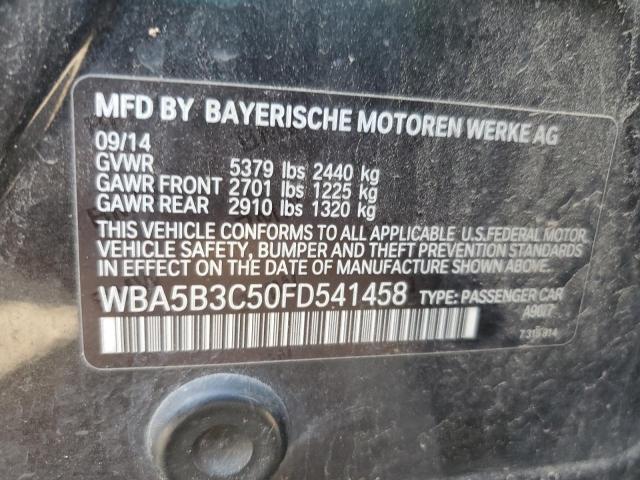 MFD BY BAYERISCHE MOTOREN WERKE AG
09/14
GVWR 5379 lbs 2440 kg
GAWR FRONT 2701 lbs 1225 kg
GAWR REAR 2910 lbs 1320 kg
THIS VEHICLE CONFORMS TO ALL APPLICABLE U.S.FEDERAL MOTOR
VEHICLE SAFETY, BUMPER AND THEFT PREVENTION STANDARDS IN
EFFECT ON THE DATE OF MANUFACTURE SHOWN ABOVE.
WBA5B3C50FD541458 TYPE: PASSENGER CAR